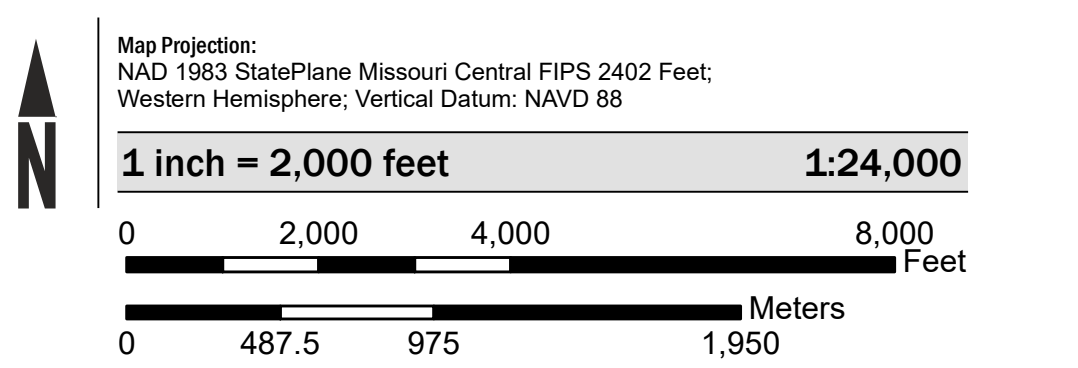 N
Map Projection:
NAD 1983 StatePlane Missouri Central FIPS 2402 Feet;
Western Hemisphere; Vertical Datum: NAVD 88
1 inch = 2,000 feet 1:24,000
0 2,000 4,000 8,000
Feet
Meters
0 487.5 975 1,950